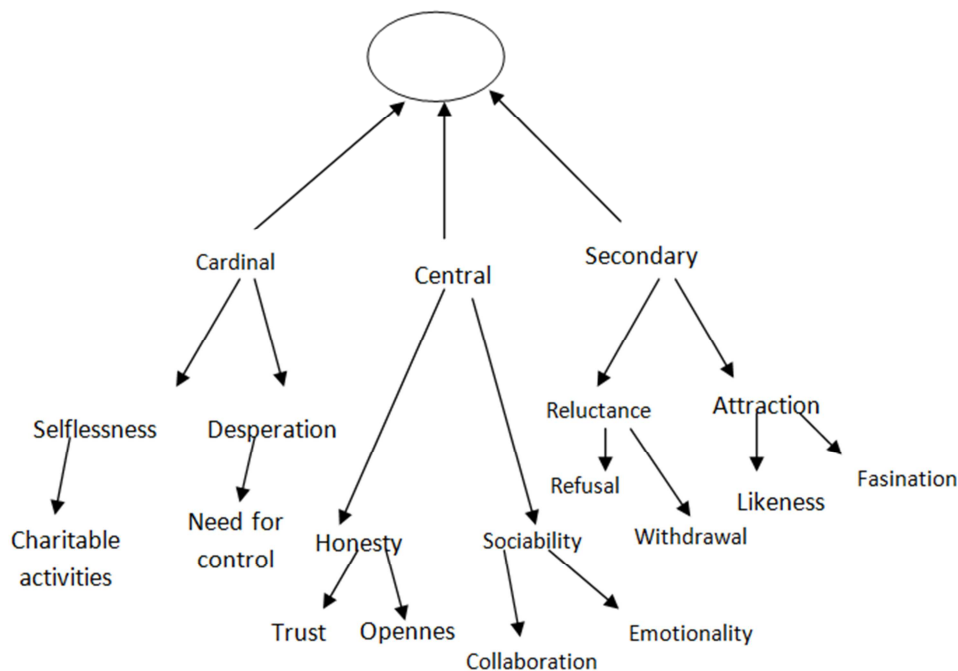 Cardinal
Central
Secondary
Selflessness
Desperation
Reluctance
Attraction
Charitable
activities
Need for
control
Honesty
Sociability
Refusal
Withdrawal
Likeness
Fasination
Trust
Opennes
Collaboration
Emotionality